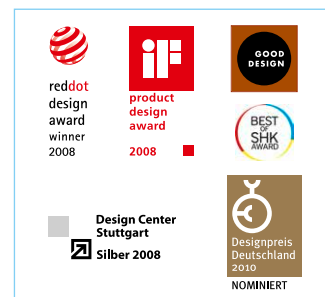 reddot
design
award
winner
2008
iF
product
design
award
2008
GOOD
DESIGN
BEST
OF
SHK
AWARD
Design Center
Stuttgart
Silber 2008
Designpreis
Deutschland
2010
NOMINIERT